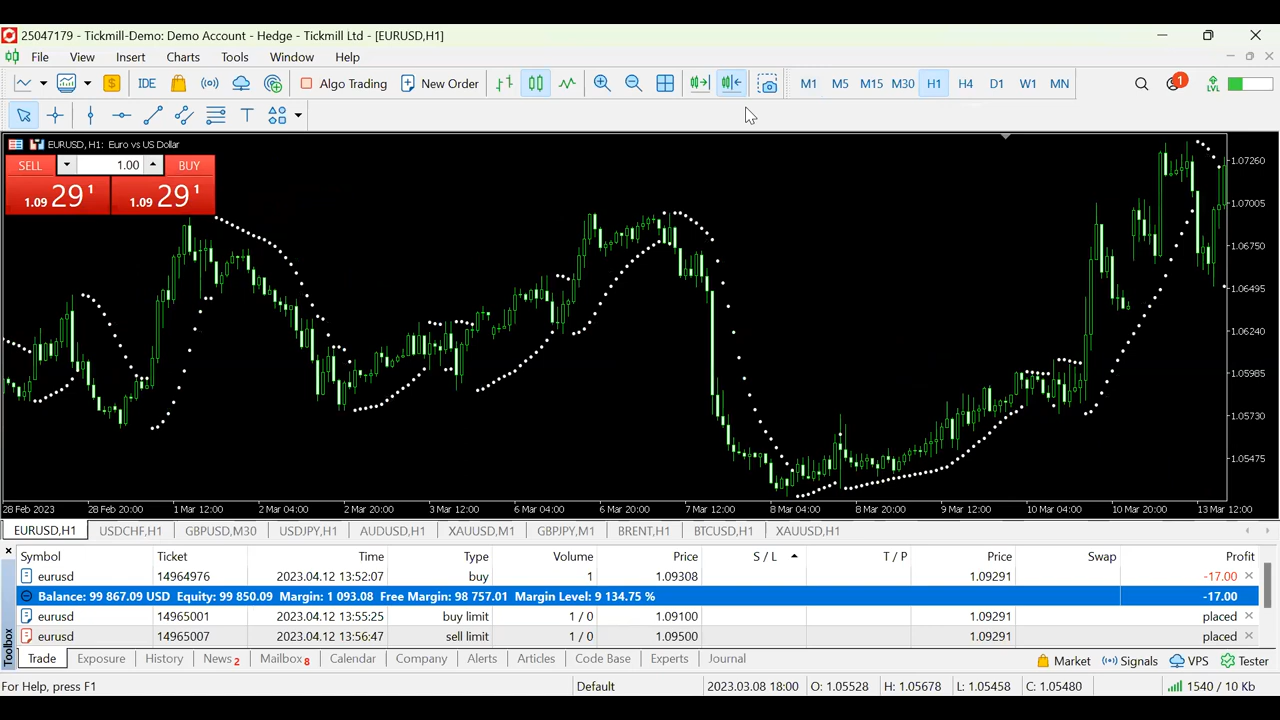 25047179 - Tickmill-Demo: Demo Account - Hedge - Tickmill Ltd - [EURUSD,H1]
File View Insert Charts Tools Window Help
IDE Algo Trading New Order M1 M5 M15 M30 H1 H4 D1 W1 MN 1 LVL
T
EURUSD, H1: Euro vs US Dollar
SELL 1.00 BUY
1.09 29 1 1.09 29 1
1.07260
1.07005
1.06750
1.06495
1.06240
1.05985
1.05730
1.05475
28 Feb 2023 28 Feb 20:00 1 Mar 12:00 2 Mar 04:00 2 Mar 20:00 3 Mar 12:00 6 Mar 04:00 6 Mar 20:00 7 Mar 12:00 8 Mar 04:00 8 Mar 20:00 9 Mar 12:00 10 Mar 04:00 10 Mar 20:00 13 Mar 12:00
EURUSD,H1 USDCHF,H1 GBPUSD,M30 USDJPY,H1 AUDUSD,H1 XAUUSD,M1 GBPJPY,M1 BRENT,H1 BTCUSD,H1 XAUUSD,H1
Symbol Ticket Time Type Volume Price S / L T / P Price Swap Profit
eurusd 14964976 2023.04.12 13:52:07 buy 1 1.09308 1.09291 -17.00
Balance: 99 867.09 USD Equity: 99 850.09 Margin: 1 093.08 Free Margin: 98 757.01 Margin Level: 9 134.75 % -17.00
eurusd 14965001 2023.04.12 13:55:25 buy limit 1 / 0 1.09100 1.09291 placed
eurusd 14965007 2023.04.12 13:56:47 sell limit 1 / 0 1.09500 1.09291 placed
Toolbox
Trade Exposure History News 2 Mailbox 8 Calendar Company Alerts Articles Code Base Experts Journal Market Signals VPS Tester
For Help, press F1 Default 2023.03.08 18:00 O: 1.05528 H: 1.05678 L: 1.05458 C: 1.05480 1540 / 10 Kb